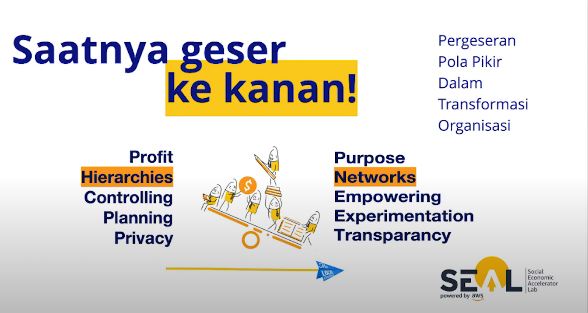 Saatnya geser
ke kanan!
Pergeseran
Pola Pikir
Dalam
Transformasi
Organisasi
Profit
Hierarchies
Controlling
Planning
Privacy
Purpose
Networks
Empowering
Experimentation
Transparancy
SEAL
powered by aws
Social
Economic
Accelerator
Lab